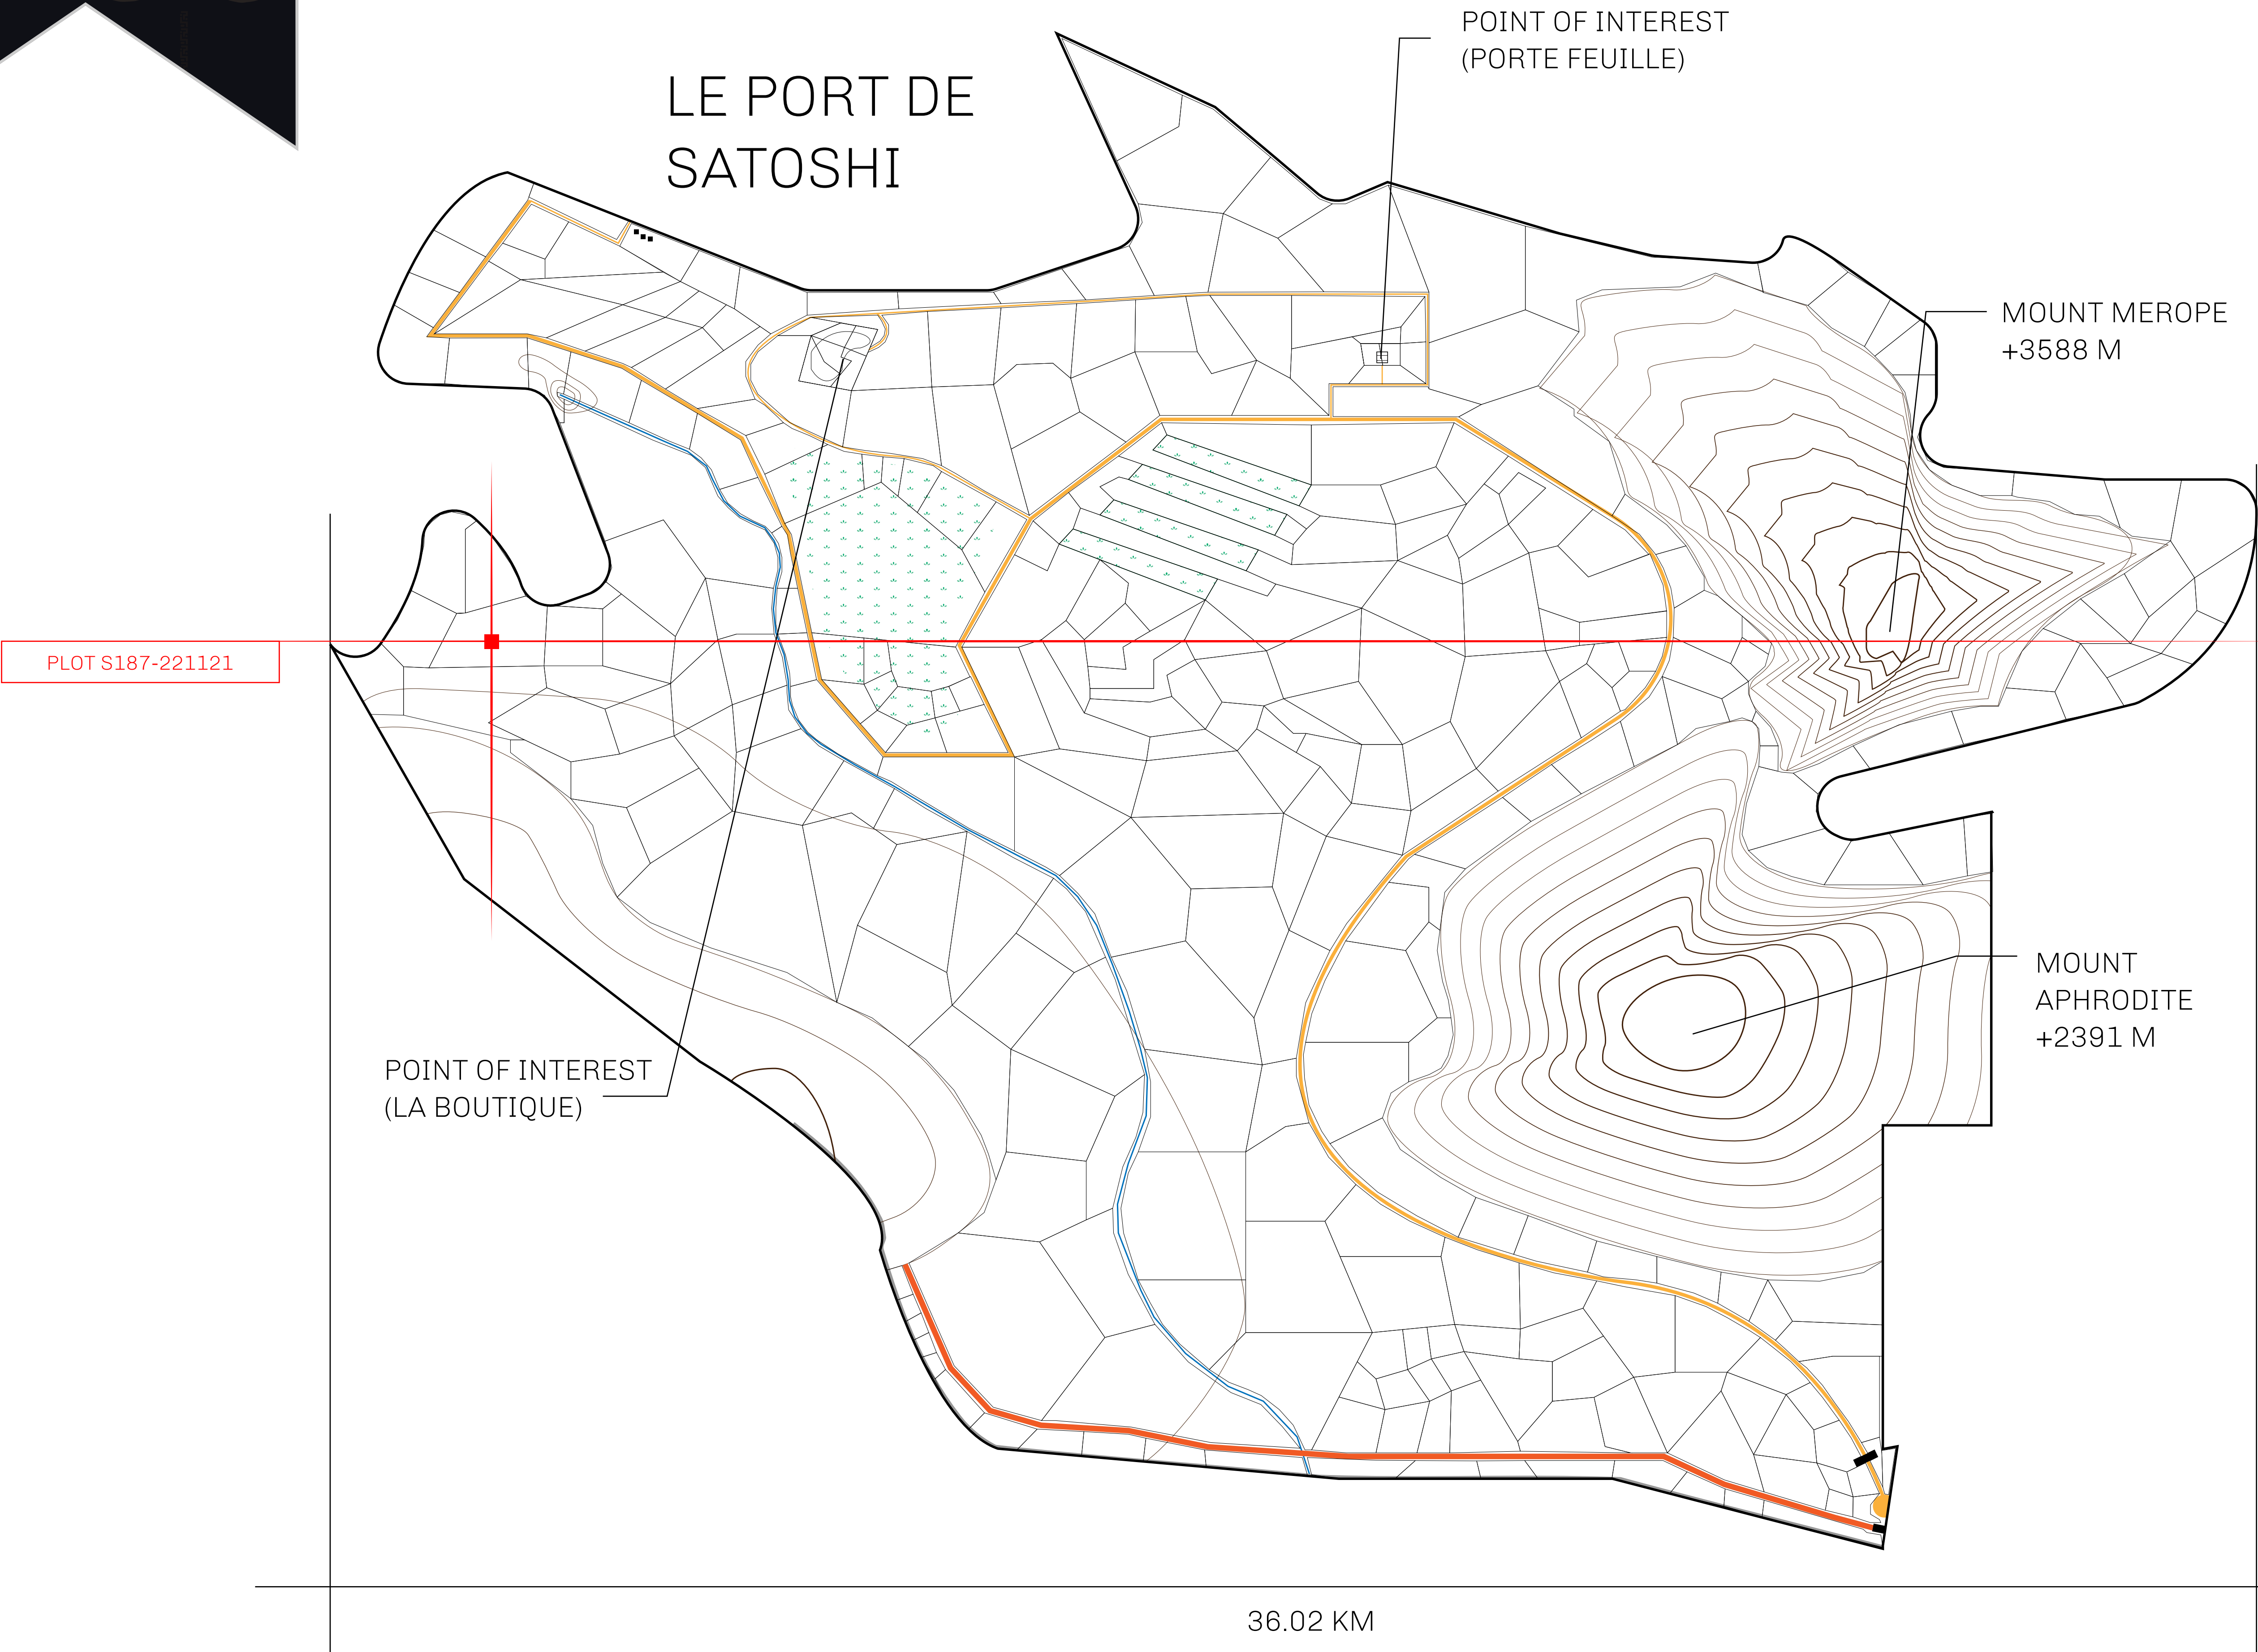 POINT OF INTEREST
(PORTE FEUILLE)
LE PORT DE
SATOSHI
MOUNT MEROPE
+3588 M
PLOT S187-221121
MOUNT
APHRODITE
+2391 M
POINT OF INTEREST
(LA BOUTIQUE)
36.02 KM